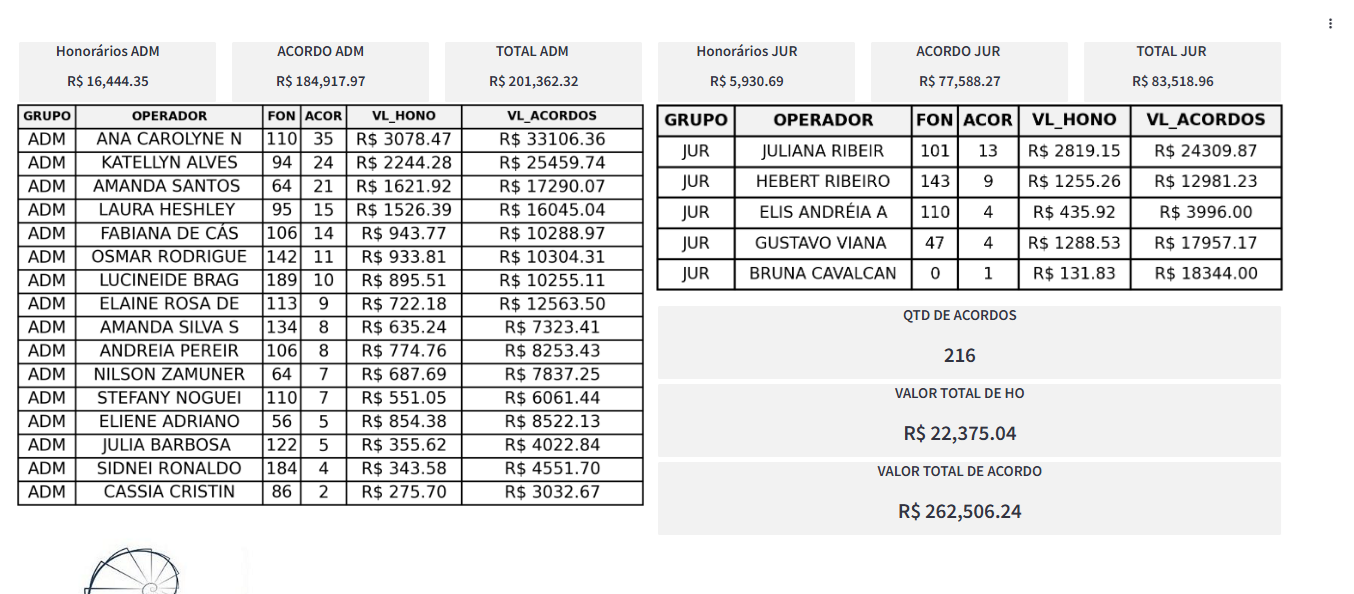 Honorários ADM
R$ 16,444.35
ACORDO ADM
R$ 184,917.97
TOTAL ADM
R$ 201,362.32
Honorários JUR
R$ 5,930.69
ACORDO JUR
R$ 77,588.27
TOTAL JUR
R$ 83,518.96
GRUPO OPERADOR FON ACOR VL_HONO VL_ACORDOS
ADM ANA CAROLYNE N 110 35 R$ 3078.47 R$ 33106.36
ADM KATELLYN ALVES 94 24 R$ 2244.28 R$ 25459.74
ADM AMANDA SANTOS 64 21 R$ 1621.92 R$ 17290.07
ADM LAURA HESHLEY 95 15 R$ 1526.39 R$ 16045.04
ADM FABIANA DE CÁS 106 14 R$ 943.77 R$ 10288.97
ADM OSMAR RODRIGUE 142 11 R$ 933.81 R$ 10304.31
ADM LUCINEIDE BRAG 189 10 R$ 895.51 R$ 10255.11
ADM ELAINE ROSA DE 113 9 R$ 722.18 R$ 12563.50
ADM AMANDA SILVA S 134 8 R$ 635.24 R$ 7323.41
ADM ANDREIA PEREIR 106 8 R$ 774.76 R$ 8253.43
ADM NILSON ZAMUNER 64 7 R$ 687.69 R$ 7837.25
ADM STEFANY NOGUEI 110 7 R$ 551.05 R$ 6061.44
ADM ELIENE ADRIANO 56 5 R$ 854.38 R$ 8522.13
ADM JULIA BARBOSA 122 5 R$ 355.62 R$ 4022.84
ADM SIDNEI RONALDO 184 4 R$ 343.58 R$ 4551.70
ADM CASSIA CRISTIN 86 2 R$ 275.70 R$ 3032.67
GRUPO OPERADOR FON ACOR VL_HONO VL_ACORDOS
JUR JULIANA RIBEIR 101 13 R$ 2819.15 R$ 24309.87
JUR HEBERT RIBEIRO 143 9 R$ 1255.26 R$ 12981.23
JUR ELIS ANDRÉIA A 110 4 R$ 435.92 R$ 3996.00
JUR GUSTAVO VIANA 47 4 R$ 1288.53 R$ 17957.17
JUR BRUNA CAVALCAN 0 1 R$ 131.83 R$ 18344.00
QTD DE ACORDOS
216
VALOR TOTAL DE HO
R$ 22,375.04
VALOR TOTAL DE ACORDO
R$ 262,506.24